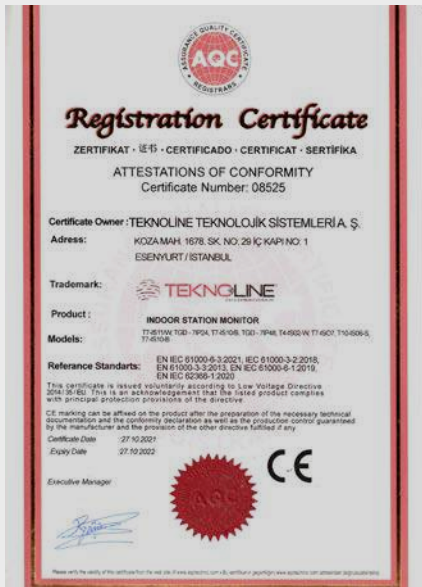 ASSURANCE QUALITY CERTIFICATE
AQC
REGISTRARS
Registration Certificate
ZERTIFIKAT · 证书 · CERTIFICADO · CERTIFICAT · SERTİFİKA
ATTESTATIONS OF CONFORMITY
Certificate Number: 08525
Certificate Owner : TEKNOLİNE TEKNOLOJİK SİSTEMLERİ A. Ş.
Adress: KOZA MAH. 1678. SK. NO: 29 İÇ KAPI NO: 1
ESENYURT / İSTANBUL
Trademark: TEKNOLINE
Product : INDOOR STATION MONITOR
Models:
Referance Standarts: EN IEC 61000-6-3:2021, IEC 61000-3-2:2018,
EN 61000-3-3:2013, EN IEC 61000-6-1:2019,
EN IEC 62368-1:2020
This certificate is issued voluntarily according to Low Voltage Directive
2014/35/EU. This is an acknowledgement that the listed product complies
with principal protection provisions of the directive
CE marking can be affixed on the product after the preparation of the necessary technical
documentation and the conformity declaration as well as the production control guaranteed
by the manufacturer and the provision of the other directive fulfilled if any
Certificate Date : 27.10.2021
Expiry Date : 27.10.2022
CE
Executive Manager
AQC